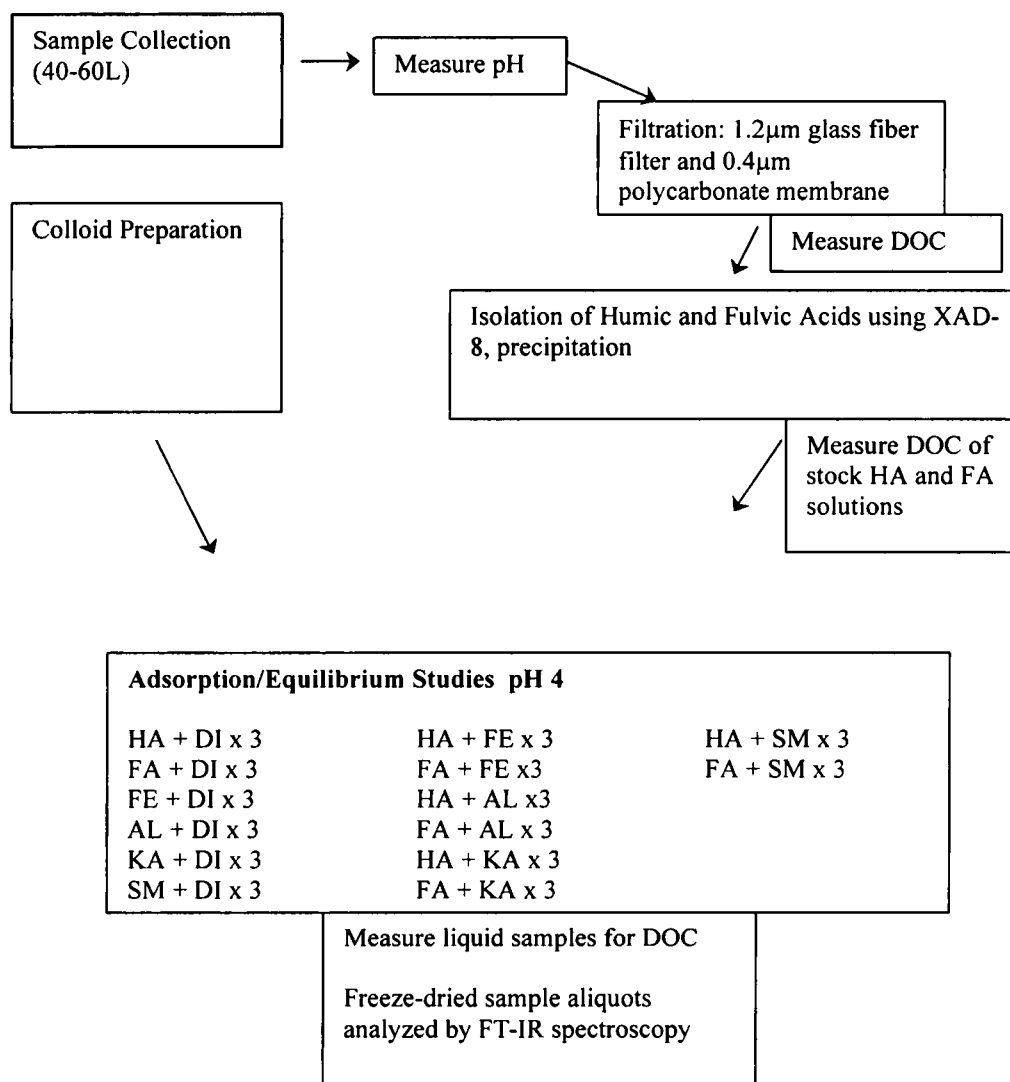 Sample Collection
(40-60L)
Measure pH
Filtration: 1.2µm glass fiber
filter and 0.4µm
polycarbonate membrane
Measure DOC
Colloid Preparation
Isolation of Humic and Fulvic Acids using XAD-
8, precipitation
Measure DOC of
stock HA and FA
solutions
Adsorption/Equilibrium Studies pH 4
HA + DI x 3
FA + DI x 3
FE + DI x 3
AL + DI x 3
KA + DI x 3
SM + DI x 3
HA + FE x 3
FA + FE x3
HA + AL x3
FA + AL x 3
HA + KA x 3
FA + KA x 3
HA + SM x 3
FA + SM x 3
Measure liquid samples for DOC
Freeze-dried sample aliquots
analyzed by FT-IR spectroscopy